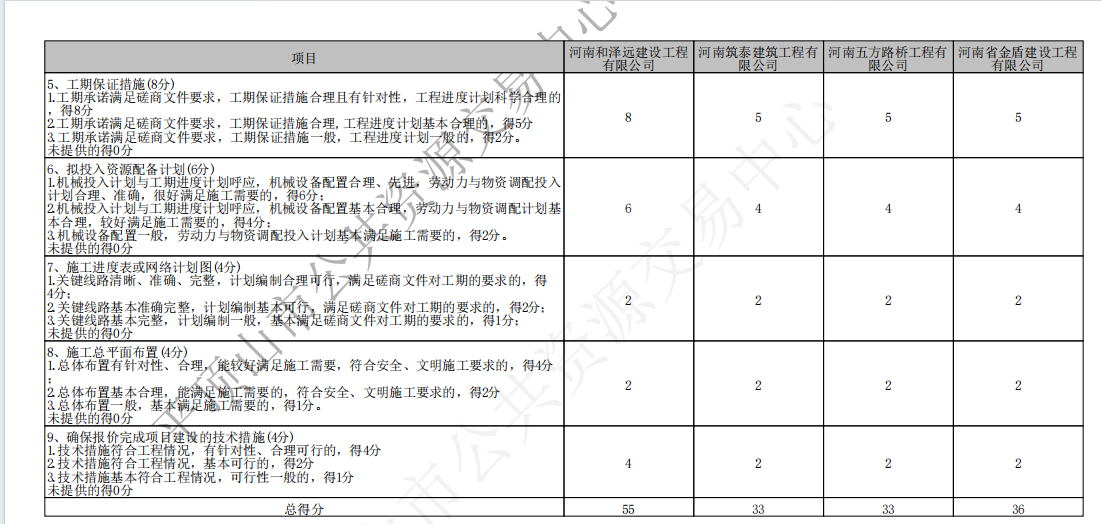 项目
河南和泽远建设工程
有限公司
河南筑泰建筑工程有
限公司
河南五方路桥工程有
限公司
河南省金盾建设工程
有限公司
5、工期保证措施(8分)
1.工期承诺满足磋商文件要求，工期保证措施合理且有针对性，工程进度计划科学合理的
，得8分
2.工期承诺满足磋商文件要求，工期保证措施合理,工程进度计划基本合理的，得5分
3.工期承诺满足磋商文件要求，工期保证措施一般，工程进度计划一般的，得2分。
未提供的得0分
8
5
5
5
6、拟投入资源配备计划(6分)
1.机械投入计划与工期进度计划呼应，机械设备配置合理、先进，劳动力与物资调配投入
计划合理、准确，很好满足施工需要的，得6分；
2.机械投入计划与工期进度计划呼应，机械设备配置基本合理，劳动力与物资调配计划基
本合理，较好满足施工需要的，得4分；
3.机械设备配置一般，劳动力与物资调配投入计划基本满足施工需要的，得2分。
未提供的得0分
6
4
4
4
7、施工进度表或网络计划图(4分)
1.关键线路清晰、准确、完整，计划编制合理可行，满足磋商文件对工期的要求的，得
4分；
2.关键线路基本准确完整，计划编制基本可行，满足磋商文件对工期的要求的，得2分；
3.关键线路基本完整，计划编制一般，基本满足磋商文件对工期的要求的，得1分；
未提供的得0分
2
2
2
2
8、施工总平面布置(4分)
1.总体布置有针对性、合理，能较好满足施工需要，符合安全、文明施工要求的，得4分
；
2.总体布置基本合理，能满足施工需要的，符合安全、文明施工要求的，得2分
3.总体布置一般，基本满足施工需要的，得1分。
未提供的得0分
2
2
2
2
9、确保报价完成项目建设的技术措施(4分)
1.技术措施符合工程情况，有针对性、合理可行的，得4分
2.技术措施符合工程情况，基本可行的，得2分
3.技术措施基本符合工程情况，可行性一般的，得1分
未提供的得0分
4
2
2
2
总得分
55
33
33
36
平顶山市公共资源交易中心
山市公共资源交易中心